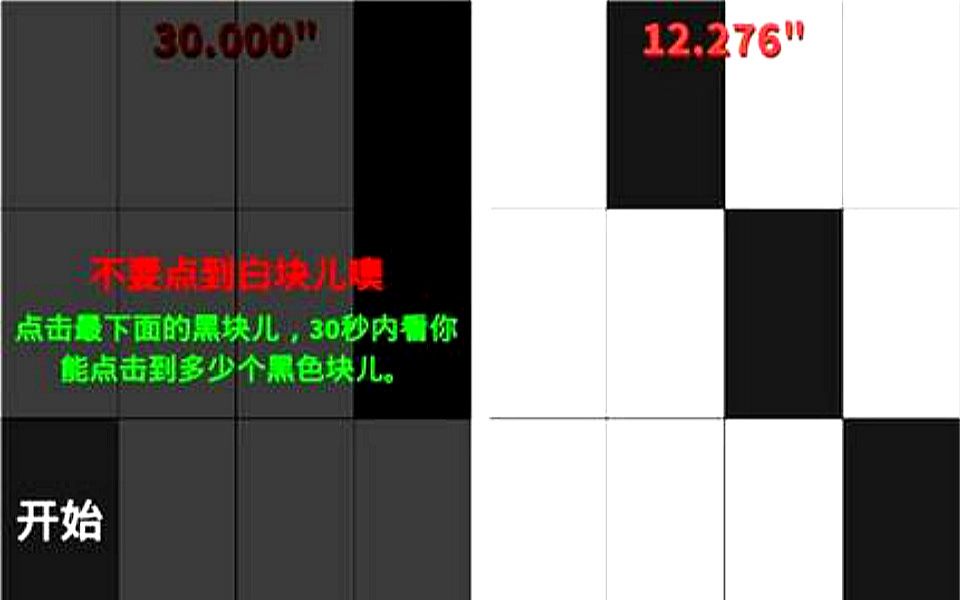 30.000"
不要点到白块儿噢
点击最下面的黑块儿，30秒内看你
能点击到多少个黑色块儿。
开始
12.276"